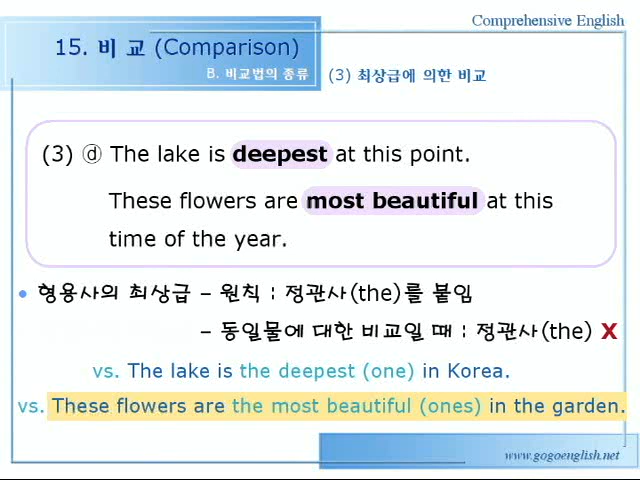 Comprehensive English
15. 비 교 (Comparison)
B. 비교법의 종류
(3) 최상급에 의한 비교
(3) ⓓ The lake is deepest at this point.
These flowers are most beautiful at this
time of the year.
• 형용사의 최상급 – 원칙 : 정관사(the)를 붙임
– 동일물에 대한 비교일 때 : 정관사(the) X
vs. The lake is the deepest (one) in Korea.
vs. These flowers are the most beautiful (ones) in the garden.
www.gogoenglish.net